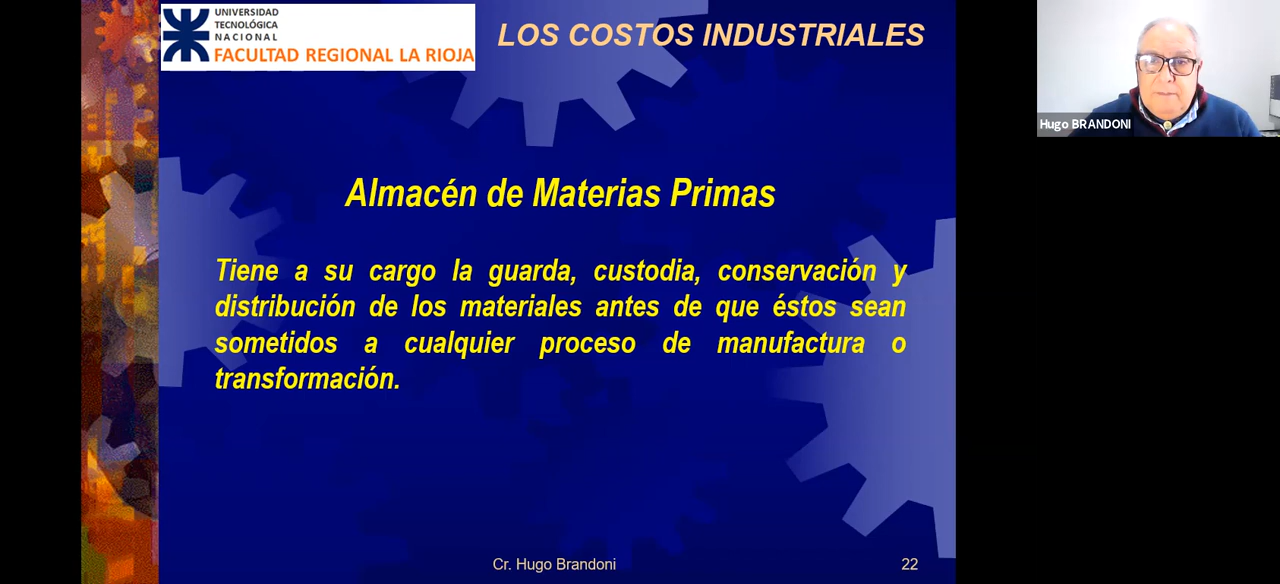 UNIVERSIDAD
TECNOLÓGICA
NACIONAL
FACULTAD REGIONAL LA RIOJA
LOS COSTOS INDUSTRIALES
Hugo BRANDONI
Almacén de Materias Primas
Tiene a su cargo la guarda, custodia, conservación y
distribución de los materiales antes de que éstos sean
sometidos a cualquier proceso de manufactura o
transformación.
Cr. Hugo Brandoni
22